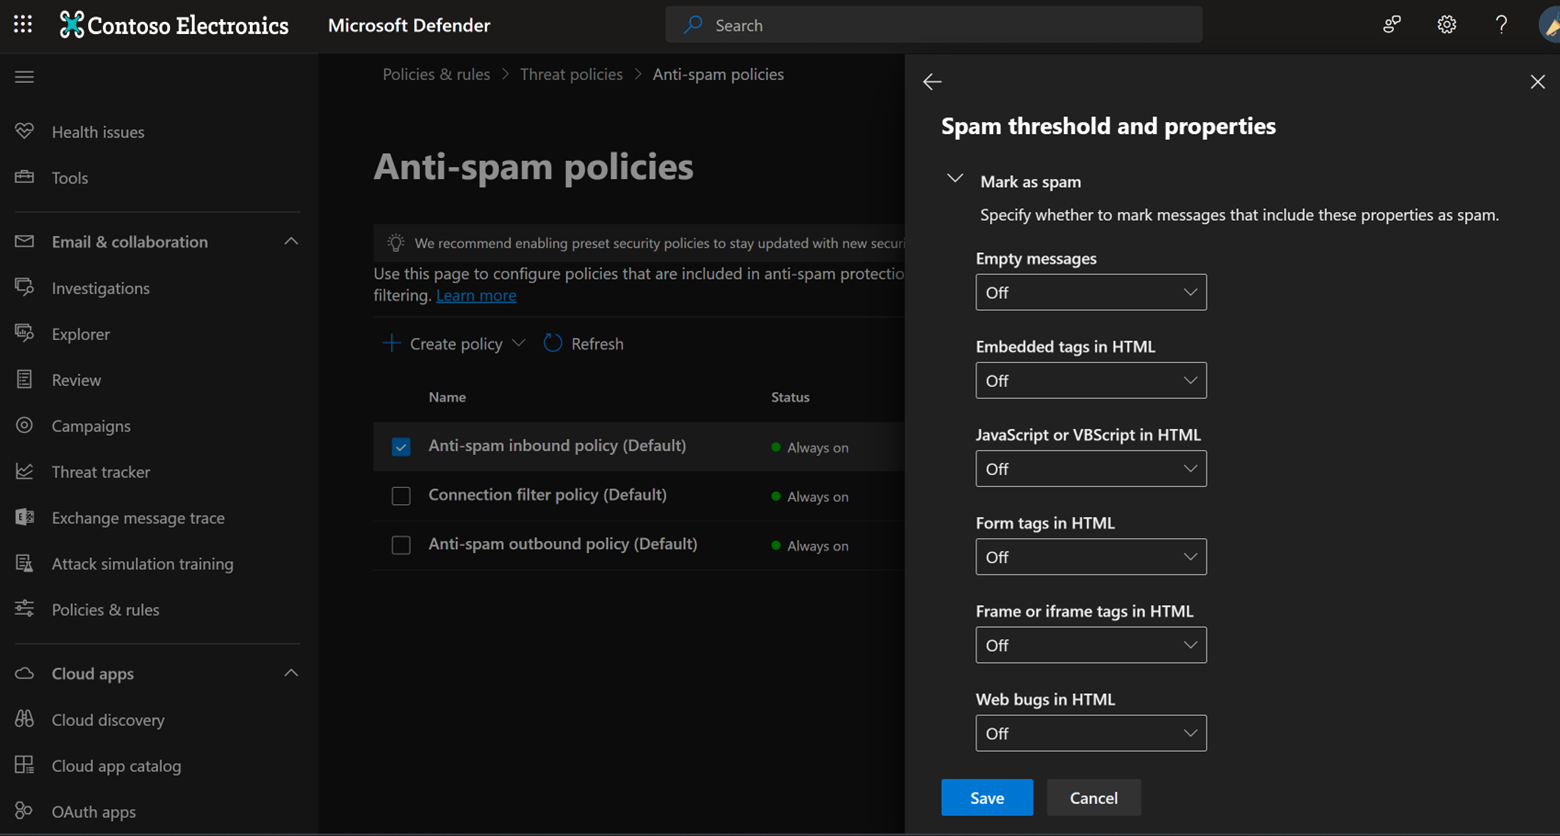 Contoso Electronics
Microsoft Defender
Search
Health issues
Tools
Email & collaboration
Investigations
Explorer
Review
Campaigns
Threat tracker
Exchange message trace
Attack simulation training
Policies & rules
Cloud apps
Cloud discovery
Cloud app catalog
OAuth apps
Policies & rules > Threat policies > Anti-spam policies
Anti-spam policies
We recommend enabling preset security policies to stay updated with new securi
Use this page to configure policies that are included in anti-spam protectio
filtering. Learn more
Create policy
Refresh
Name Status
Anti-spam inbound policy (Default) Always on
Connection filter policy (Default) Always on
Anti-spam outbound policy (Default) Always on
Spam threshold and properties
Mark as spam
Specify whether to mark messages that include these properties as spam.
Empty messages
Off
Embedded tags in HTML
Off
JavaScript or VBScript in HTML
Off
Form tags in HTML
Off
Frame or iframe tags in HTML
Off
Web bugs in HTML
Off
Save
Cancel